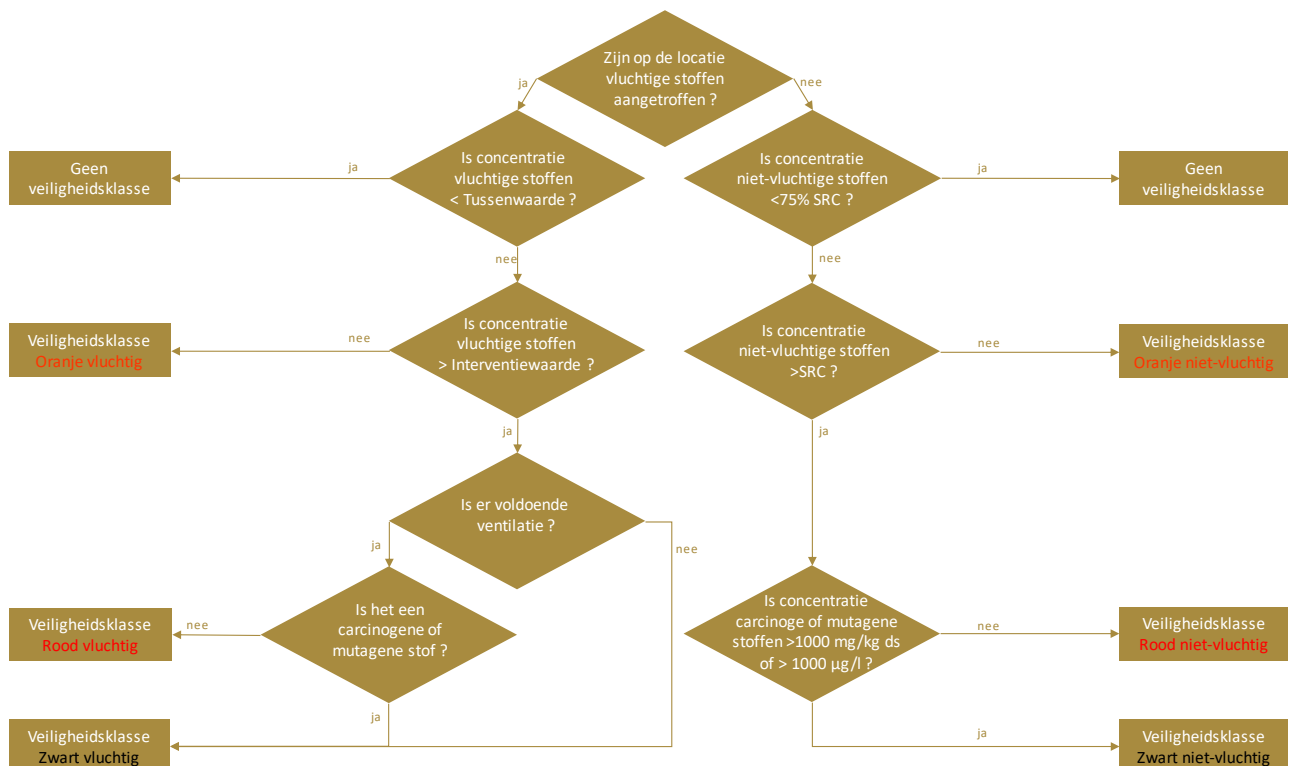 Zijn op de locatie
vluchtige stoffen
aangetroffen ?
ja
nee
Geen
veiligheidsklasse
ja
Is concentratie
vluchtige stoffen
< Tussenwaarde ?
Is concentratie
niet-vluchtige stoffen
<75% SRC ?
ja
Geen
veiligheidsklasse
nee
nee
Veiligheidsklasse
Oranje vluchtig
nee
Is concentratie
vluchtige stoffen
> Interventiewaarde ?
Is concentratie
niet-vluchtige stoffen
>SRC ?
nee
Veiligheidsklasse
Oranje niet-vluchtig
ja
ja
Is er voldoende
ventilatie ?
ja
nee
Veiligheidsklasse
Rood vluchtig
nee
Is het een
carcinogene of
mutagene stof ?
Is concentratie
carcinoge of mutagene
stoffen >1000 mg/kg ds
of > 1000 µg/l ?
nee
Veiligheidsklasse
Rood niet-vluchtig
ja
Veiligheidsklasse
Zwart vluchtig
ja
Veiligheidsklasse
Zwart niet-vluchtig